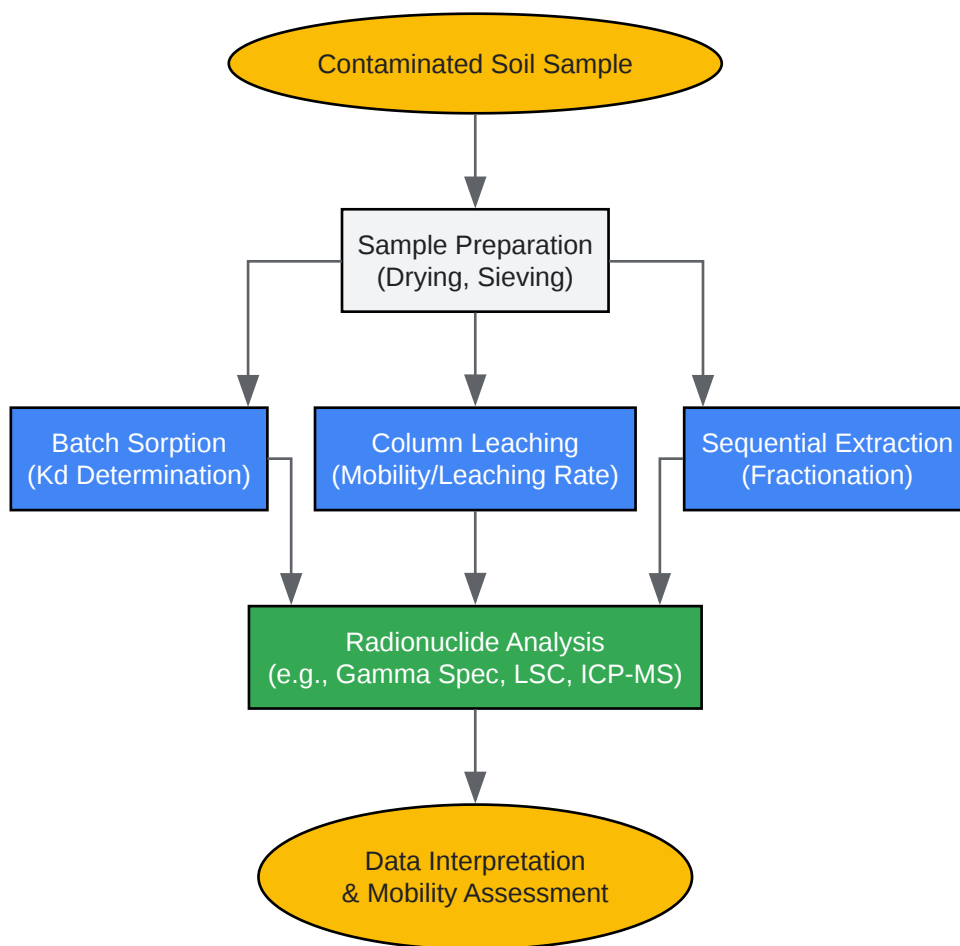 Contaminated Soil Sample
Sample Preparation
(Drying, Sieving)
Batch Sorption
(Kd Determination)
Column Leaching
(Mobility/Leaching Rate)
Sequential Extraction
(Fractionation)
Radionuclide Analysis
(e.g., Gamma Spec, LSC, ICP-MS)
Data Interpretation
& Mobility Assessment